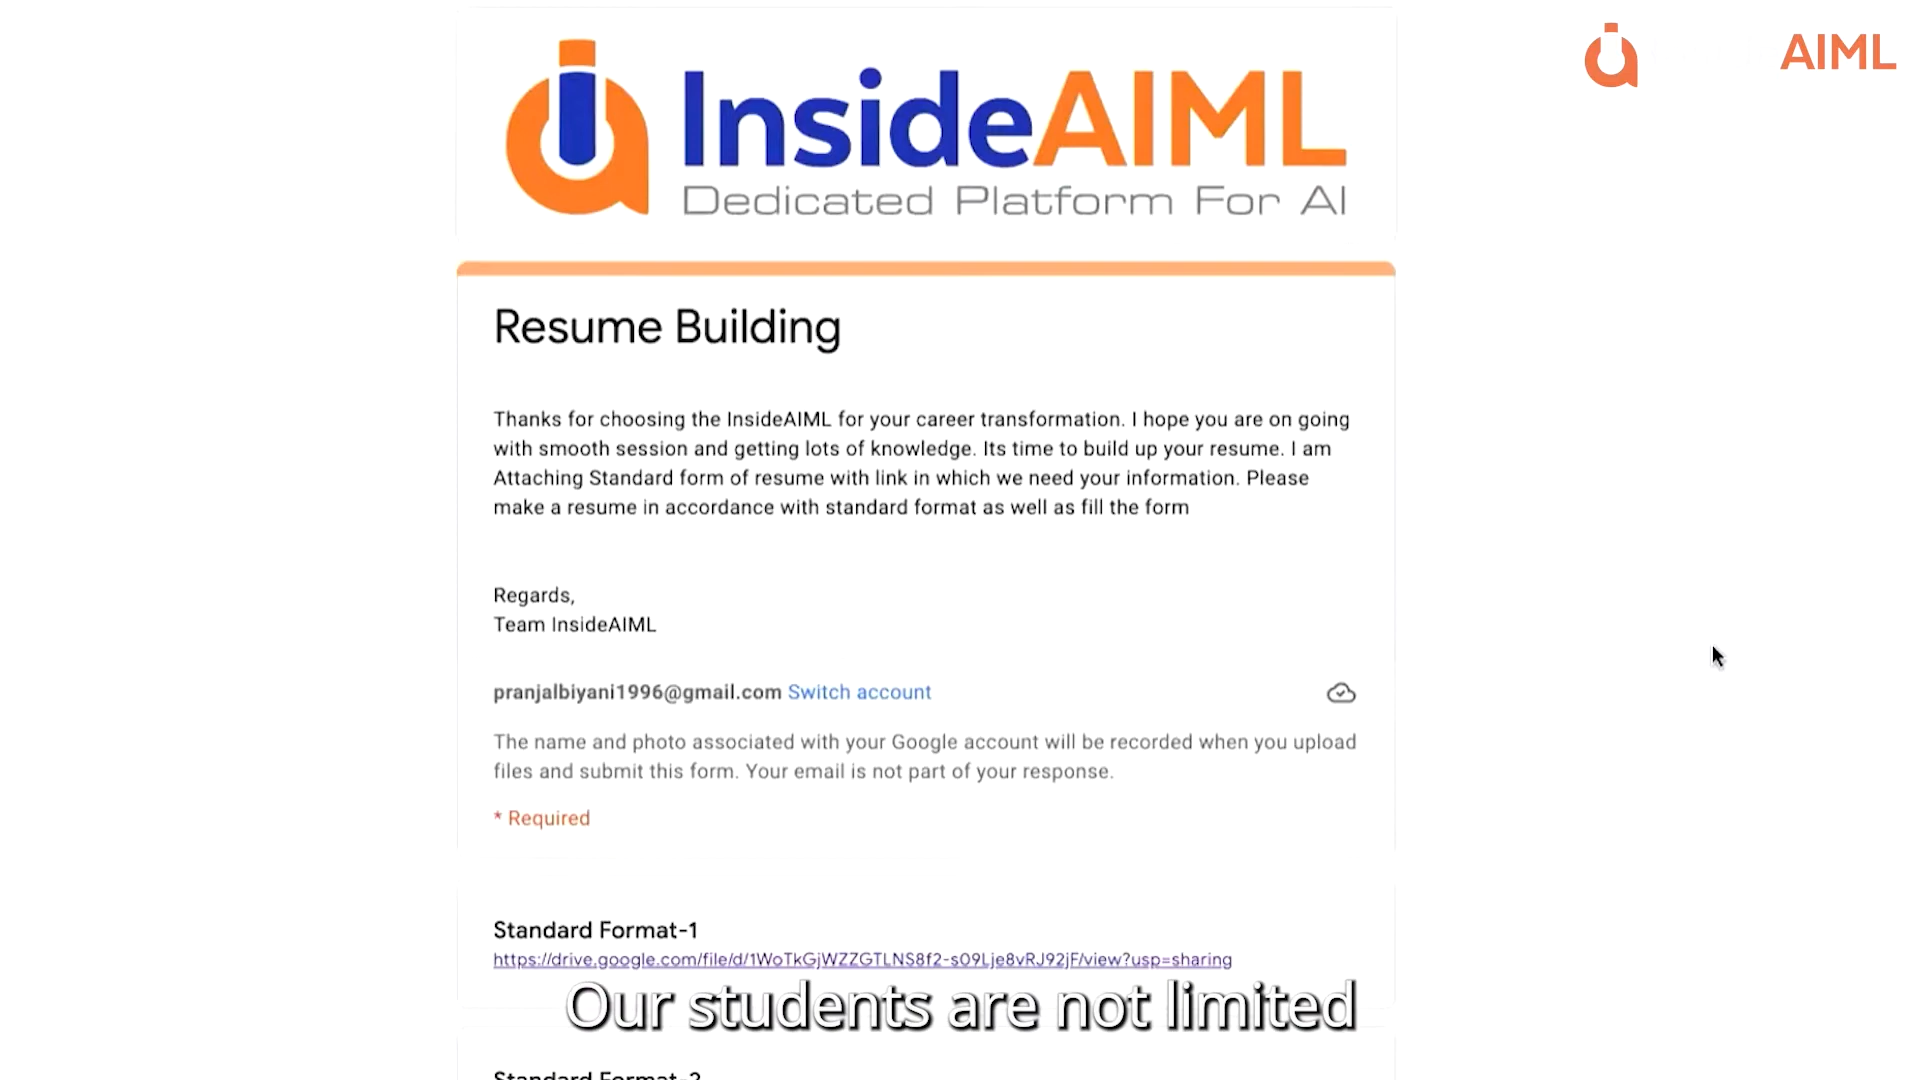 InsideAIML
Dedicated Platform For AI
AIML
Resume Building
Thanks for choosing the InsideAIML for your career transformation. I hope you are on going
with smooth session and getting lots of knowledge. Its time to build up your resume. I am
Attaching Standard form of resume with link in which we need your information. Please
make a resume in accordance with standard format as well as fill the form
Regards,
Team InsideAIML
pranjalbiyani1996@gmail.com Switch account
The name and photo associated with your Google account will be recorded when you upload
files and submit this form. Your email is not part of your response.
* Required
Standard Format-1
https://drive.google.com/file/d/1WoTkGjWZZGTLNS8f2-s09Lje8vRJ92jF/view?usp=sharing
Our students are not limited
Standard Format-2